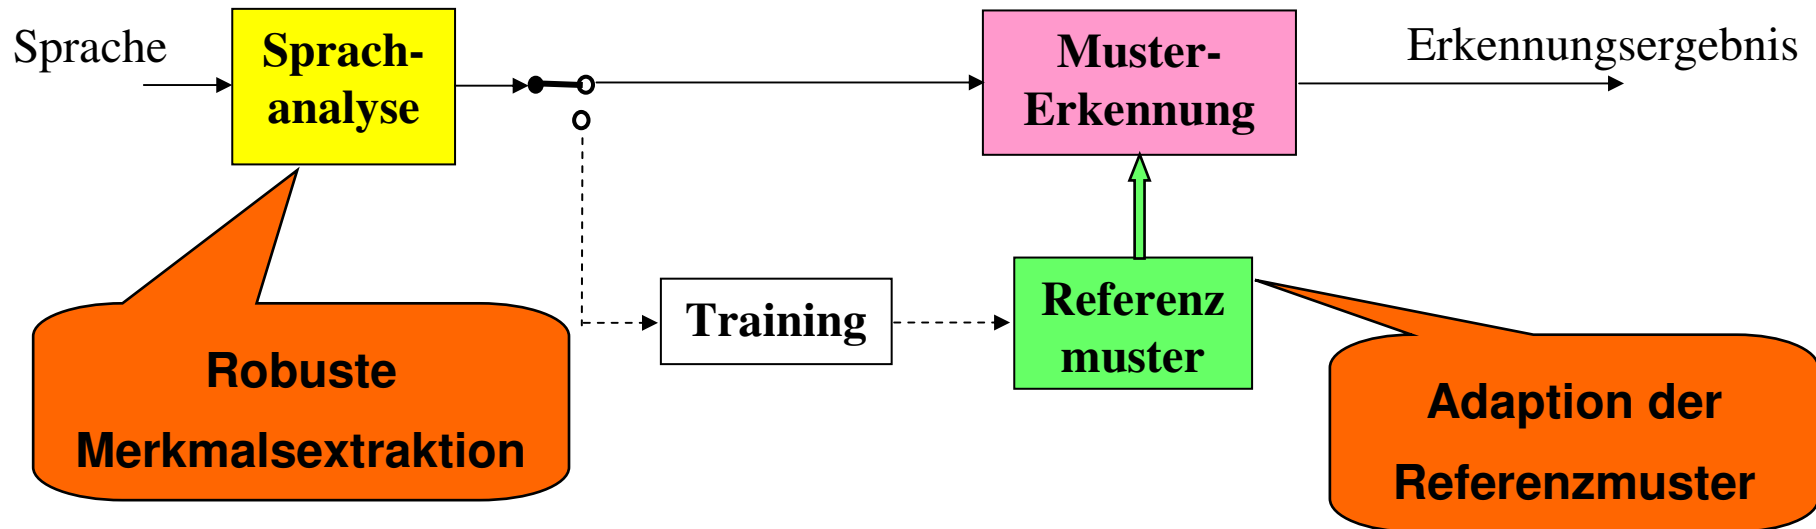 Sprache
Sprach-
analyse
Muster-
Erkennung
Erkennungsergebnis
Training
Referenz
muster
Robuste
Merkmalsextraktion
Adaption der
Referenzmuster